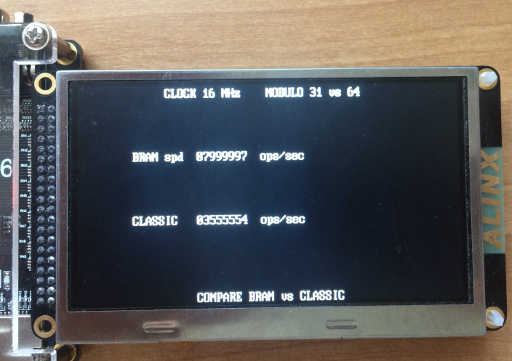 CLOCK 16 MHz MODULO 31 vs 64
BRAM spd 07999997 ops/sec
CLASSIC 03555554 ops/sec
COMPARE BRAM vs CLASSIC
ALINX
6